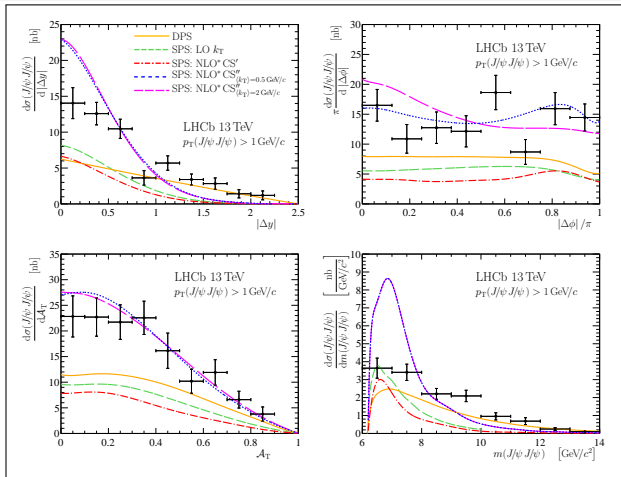 dσ(J/ψ J/ψ)
d |Δy|
[nb]
25
20
15
10
5
0
0 0.5 1 1.5 2 2.5
|Δy|
DPS
SPS: LO kT
SPS: NLO* CS′
SPS: NLO* CS″⟨kT⟩=0.5 GeV/c
SPS: NLO* CS″⟨kT⟩=2 GeV/c
LHCb 13 TeV
pT(J/ψ J/ψ) > 1 GeV/c
π dσ(J/ψ J/ψ)
d |Δϕ|
[nb]
30
25
20
15
10
5
0
0 0.2 0.4 0.6 0.8 1
|Δϕ| /π
LHCb 13 TeV
pT(J/ψ J/ψ) > 1 GeV/c
dσ(J/ψ J/ψ)
d𝒜T
[nb]
35
30
25
20
15
10
5
0
0 0.2 0.4 0.6 0.8 1
𝒜T
LHCb 13 TeV
pT(J/ψ J/ψ) > 1 GeV/c
dσ(J/ψ J/ψ)
dm(J/ψ J/ψ)
[nb
GeV/c²]
10
9
8
7
6
5
4
3
2
1
0
6 8 10 12 14
m(J/ψ J/ψ) [GeV/c²]
LHCb 13 TeV
pT(J/ψ J/ψ) > 1 GeV/c